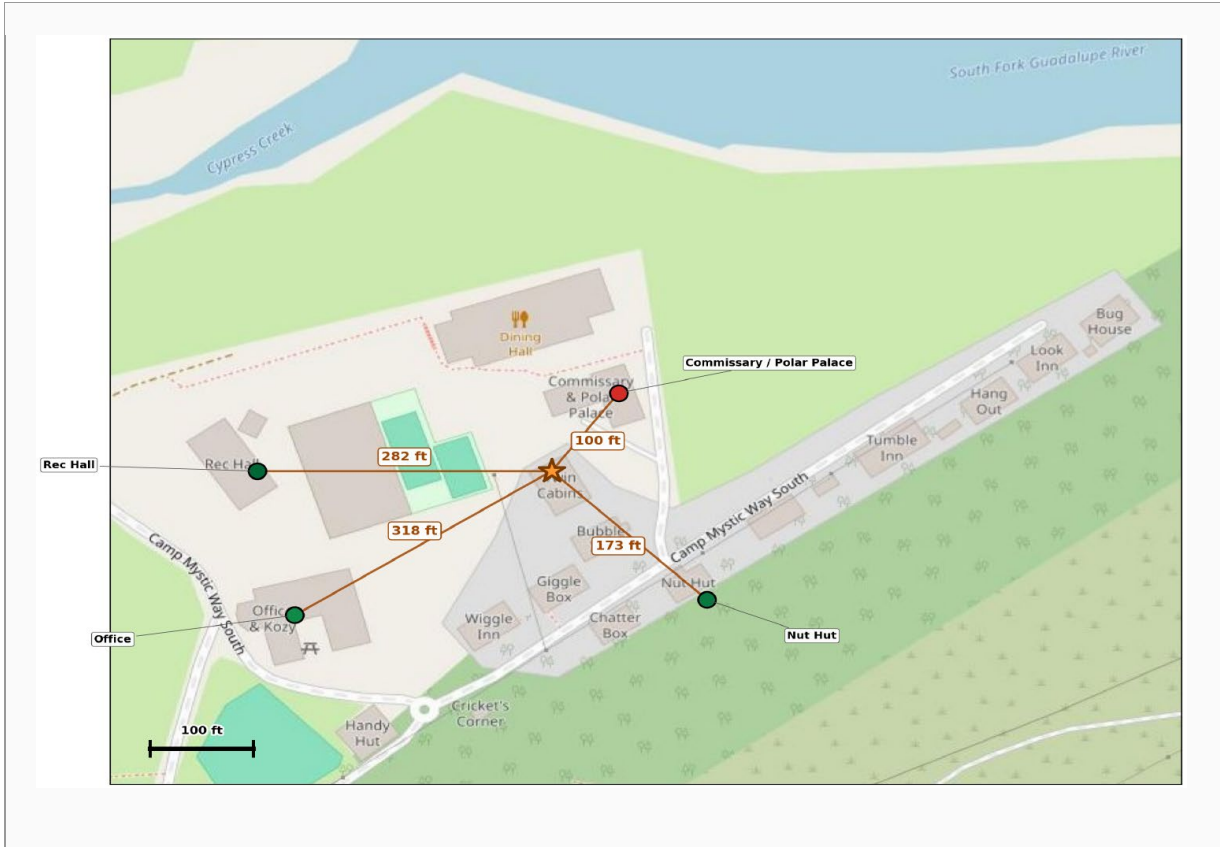 South Fork Guadalupe River
Cypress Creek
Bug
House
Dining
Hall
Look
Inn
Commissary / Polar Palace
Commissary
& Pola
Palace
Hang
Out
100 ft
Tumble
Inn
282 ft
Rec Hall
Rec Hall
in
Cabins
Camp Mystic Way South
318 ft
Bubble
173 ft
Camp Mystic Way South
Giggle
Box
Nut Hut
Offic
& Kozy
Wiggle
Inn
Chatter
Box
Office
Nut Hut
Cricket's
Corner
100 ft
Handy
Hut